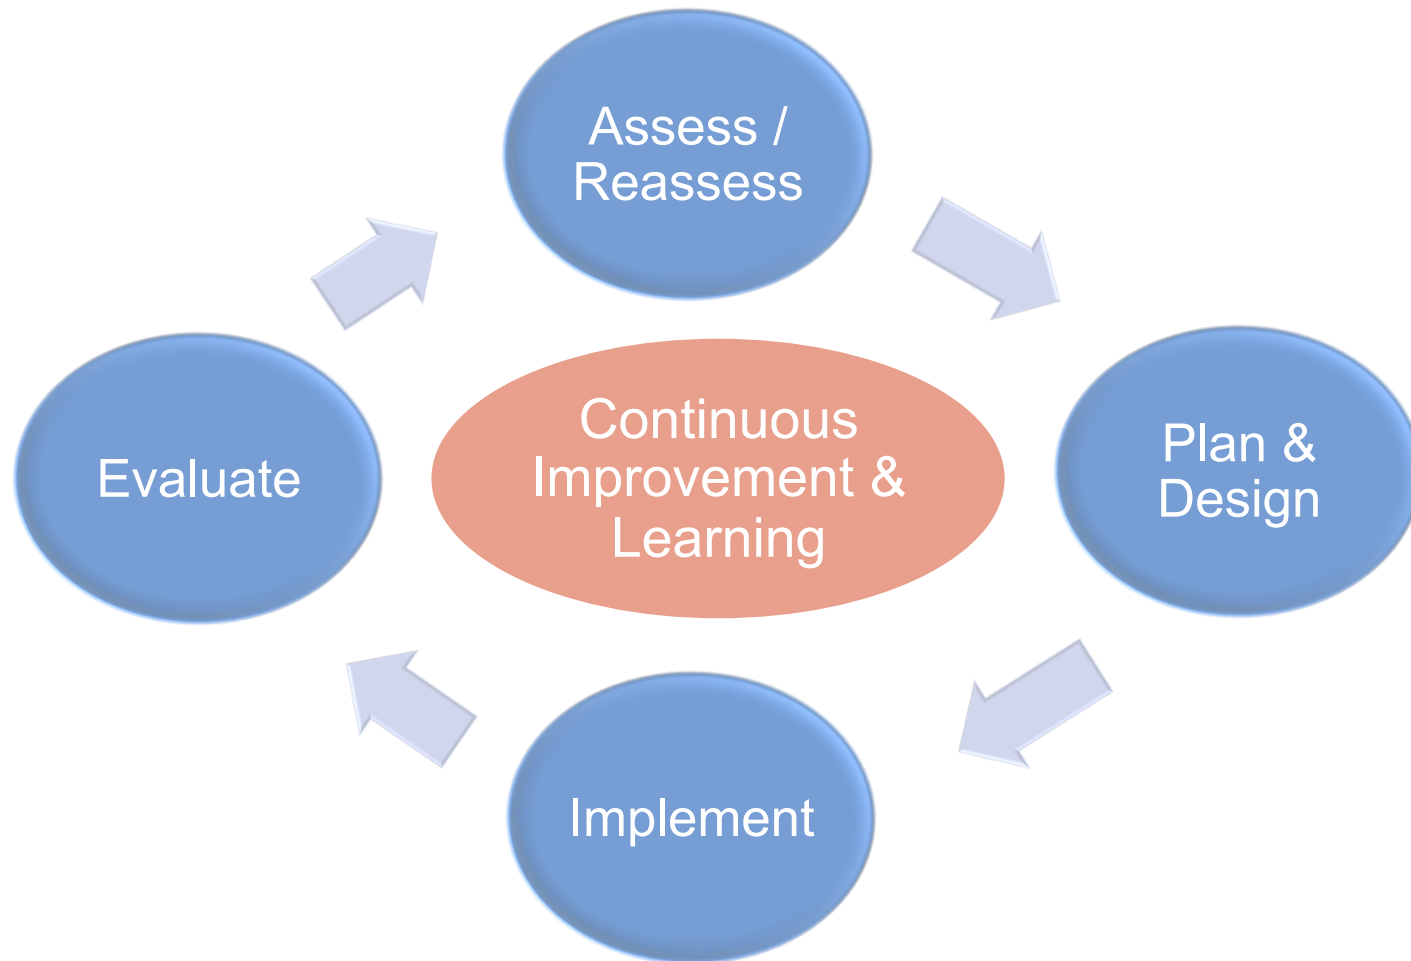 Assess /
Reassess
Plan &
Design
Implement
Evaluate
Continuous
Improvement &
Learning